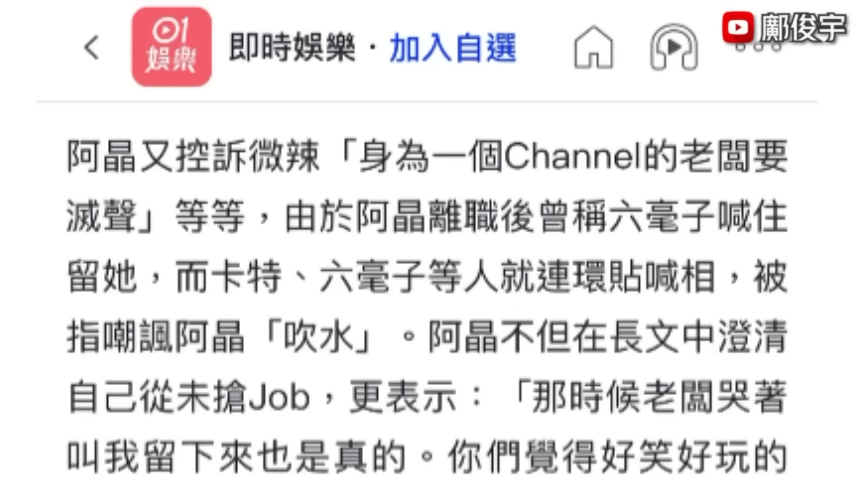 01
娛樂
即時娛樂·加入自選
鄺俊宇
阿晶又控訴微辣「身為一個Channel的老闆要
滅聲」等等，由於阿晶離職後曾稱六毫子喊住
留她，而卡特、六毫子等人就連環貼喊相，被
指嘲諷阿晶「吹水」。阿晶不但在長文中澄清
自己從未搶Job，更表示：「那時候老闆哭著
叫我留下來也是真的。你們覺得好笑好玩的